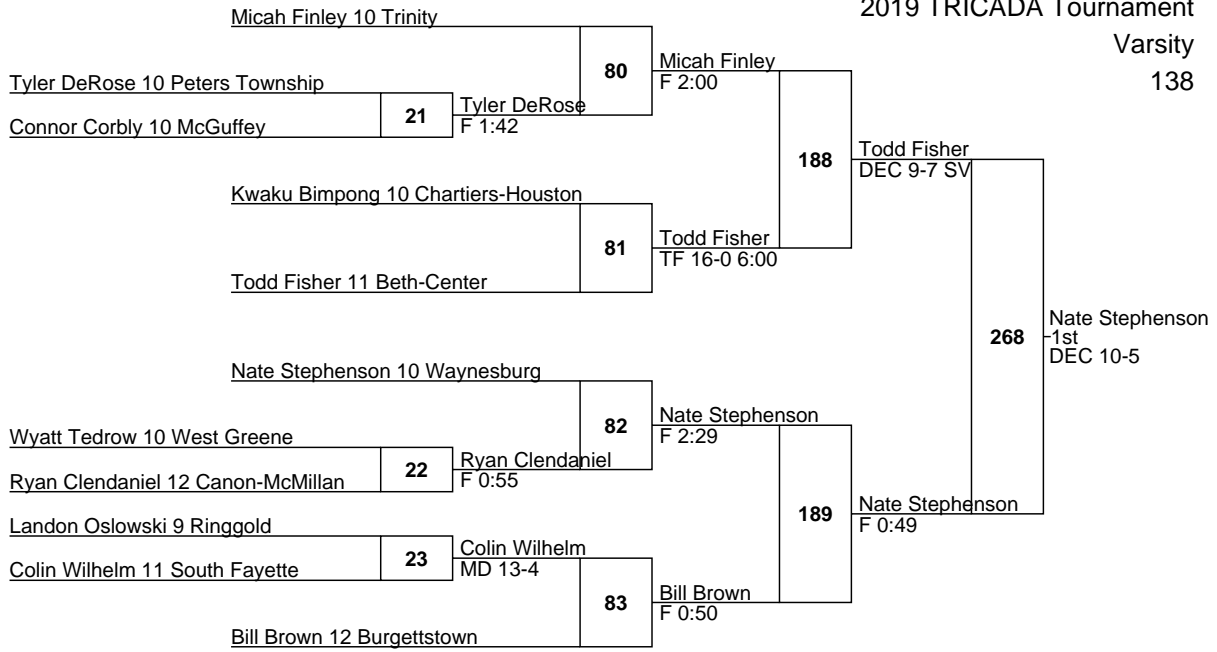 2019 TRICADA Tournament
Varsity
138
Micah Finley 10 Trinity
80
Micah Finley
F 2:00
Tyler DeRose 10 Peters Township
21
Tyler DeRose
F 1:42
Connor Corbly 10 McGuffey
188
Todd Fisher
DEC 9-7 SV
Kwaku Bimpong 10 Chartiers-Houston
81
Todd Fisher
TF 16-0 6:00
Todd Fisher 11 Beth-Center
268
Nate Stephenson
1st
DEC 10-5
Nate Stephenson 10 Waynesburg
82
Nate Stephenson
F 2:29
Wyatt Tedrow 10 West Greene
22
Ryan Clendaniel
F 0:55
Ryan Clendaniel 12 Canon-McMillan
189
Nate Stephenson
F 0:49
Landon Oslowski 9 Ringgold
23
Colin Wilhelm
MD 13-4
Colin Wilhelm 11 South Fayette
83
Bill Brown
F 0:50
Bill Brown 12 Burgettstown